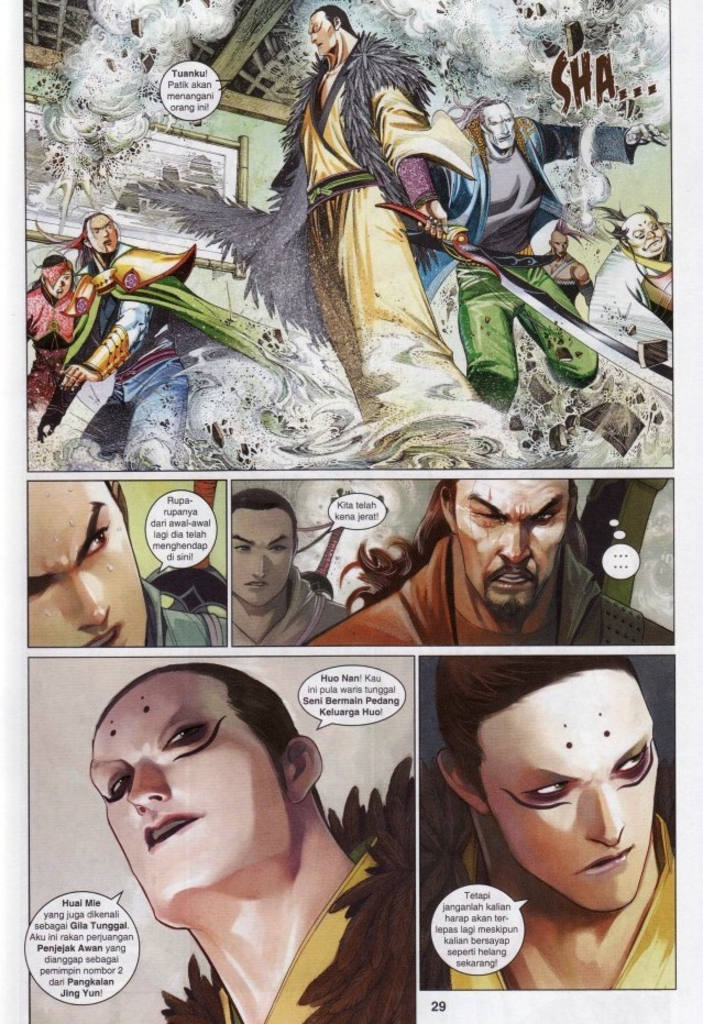 Tuanku!
Patik akan
menangani
orang ini!
SHA...
Rupa-
rupanya
dari awal-awal
lagi dia telah
menghendap
di sini!
Kita telah
kena jerat!
...
...
Huo Nan! Kau
ini pula waris tunggal
Seni Bermain Pedang
Keluarga Huo!
Huai Mie
yang juga dikenali
sebagai Gila Tunggal.
Aku ini rakan perjuangan
Penjejak Awan yang
dianggap sebagai
pemimpin nombor 2
dari Pangkalan
Jing Yun!
Tetapi
janganlah kalian
harap akan ter-
lepas lagi meskipun
kalian bersayap
seperti helang
sekarang!
29